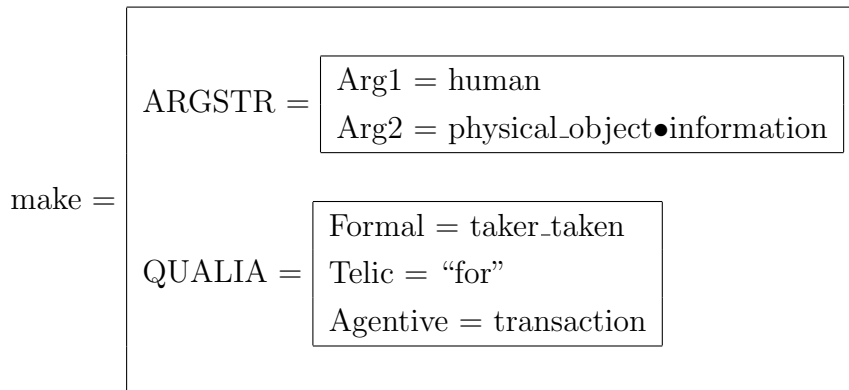 ARGSTR = Arg1 = human
Arg2 = physical_object•information
make =
QUALIA = Formal = taker_taken
Telic = “for”
Agentive = transaction